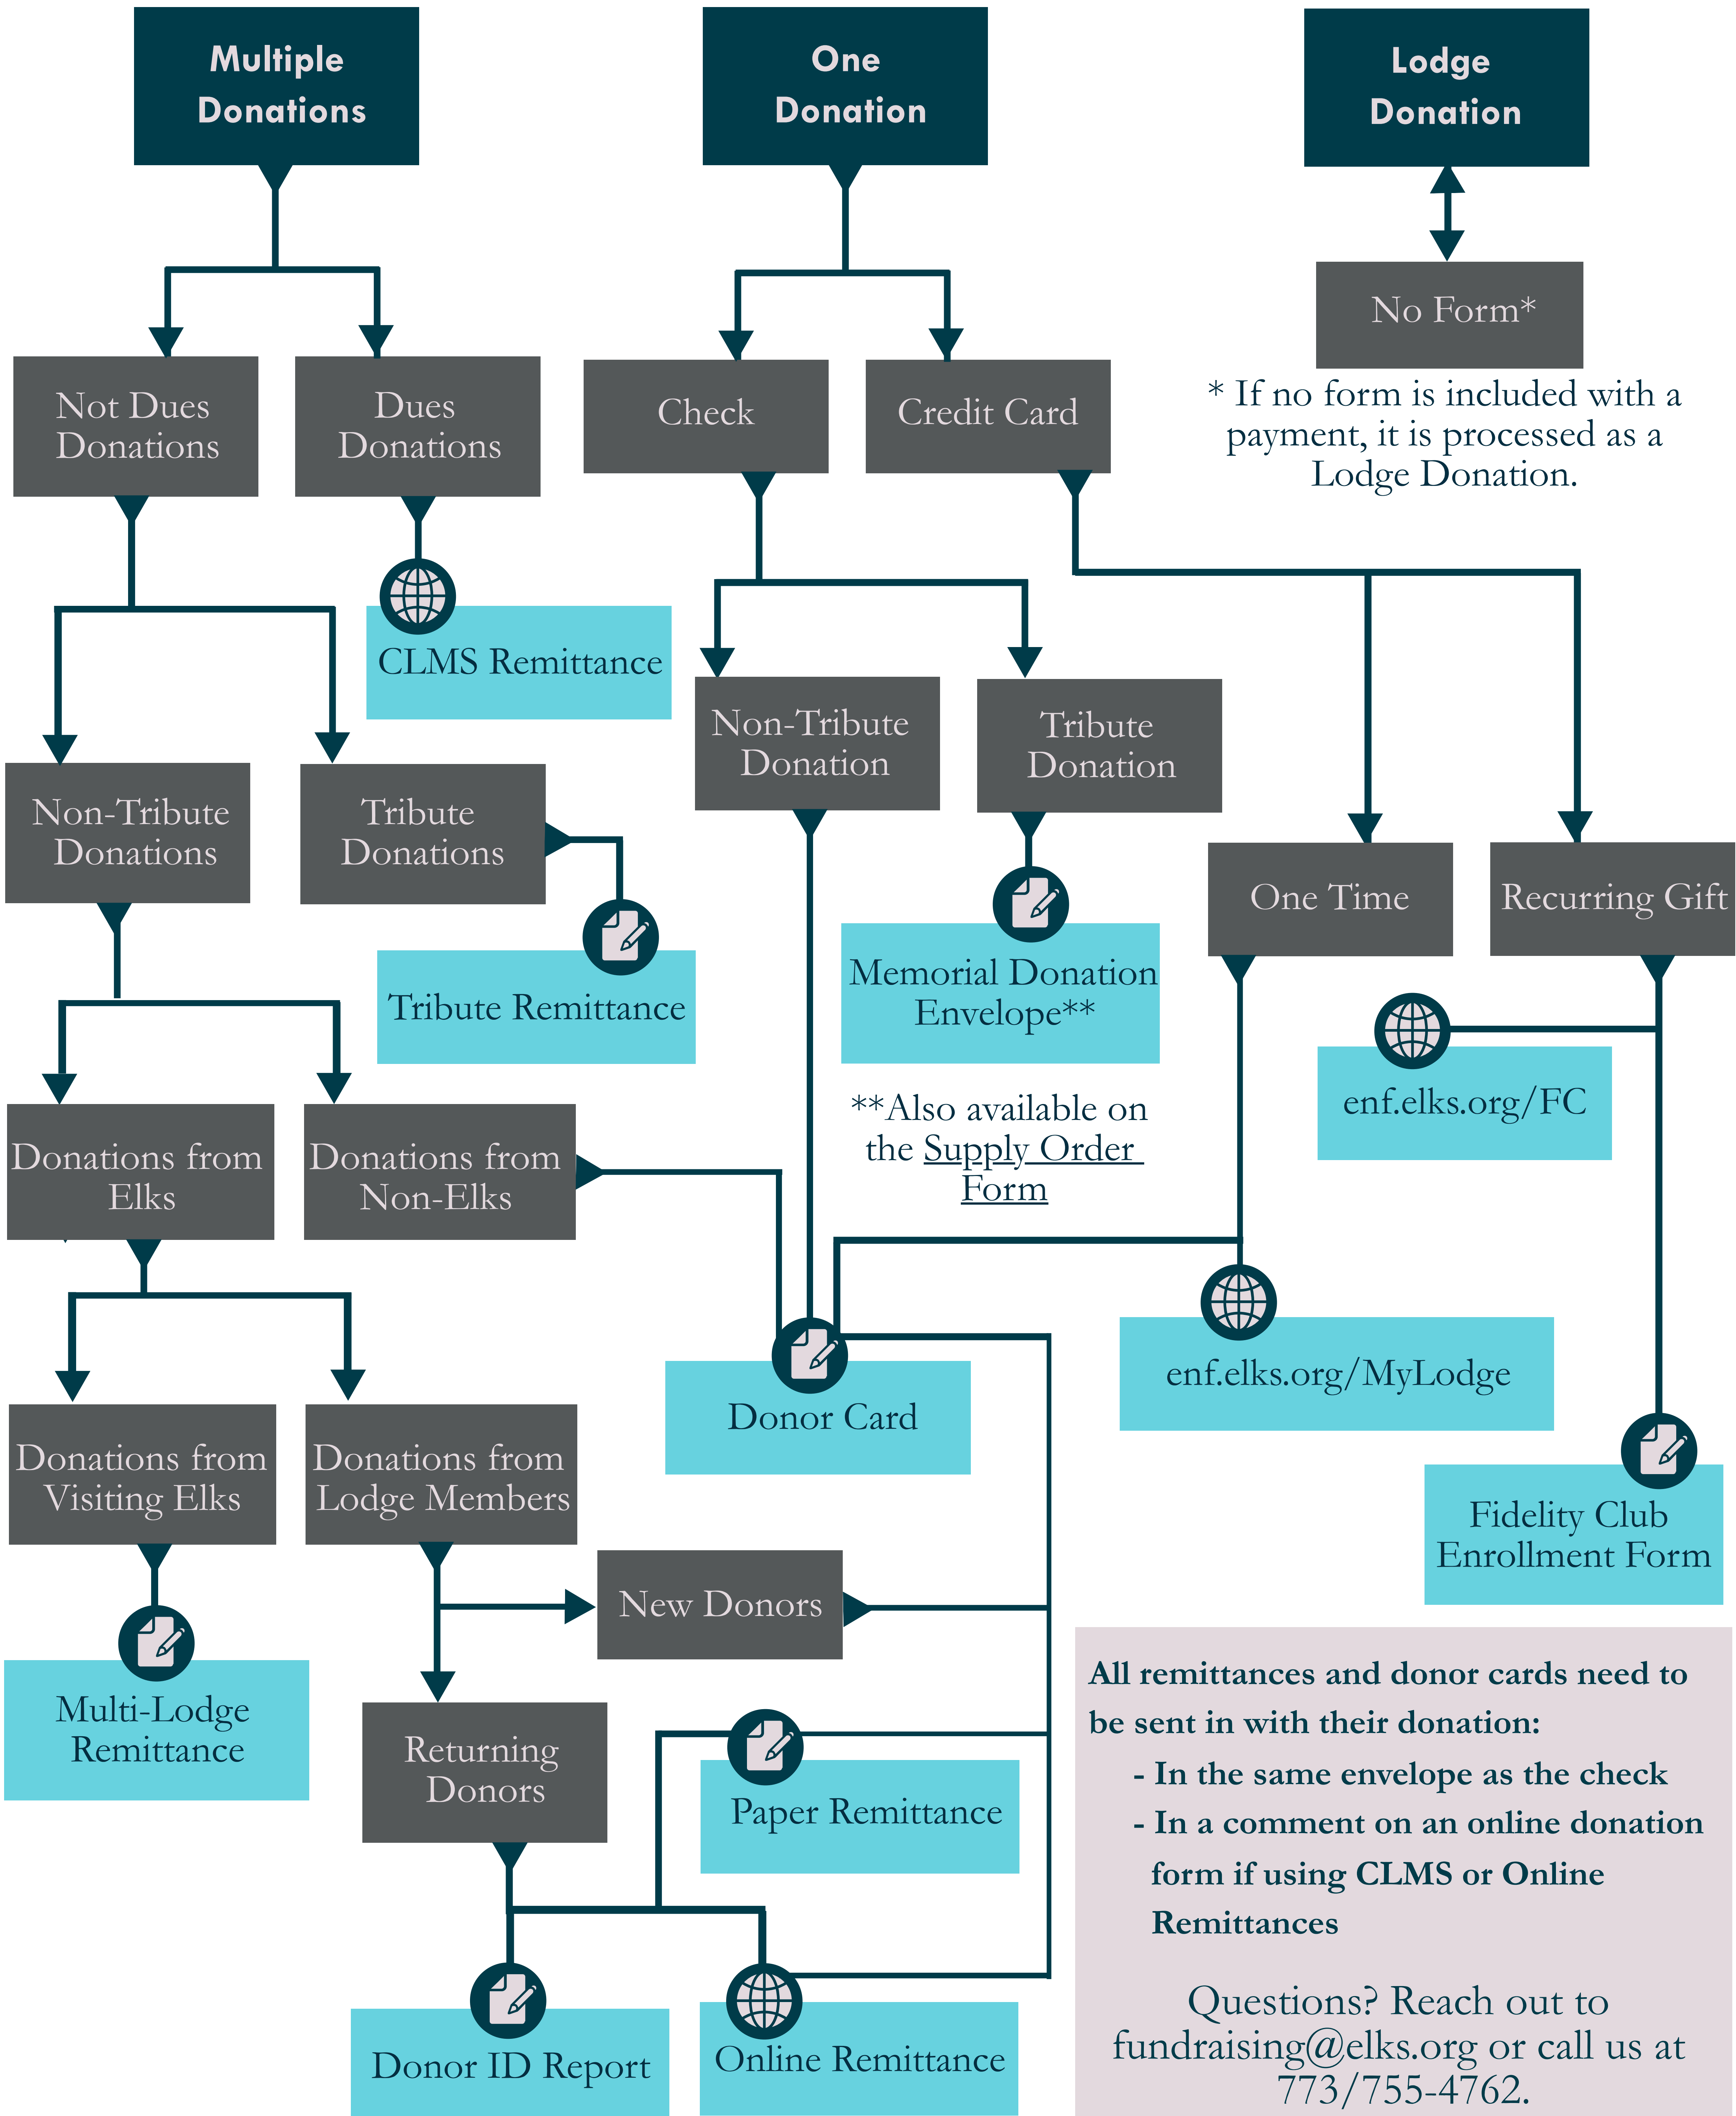 Multiple
Donations
One
Donation
Lodge
Donation
No Form*
* If no form is included with a
payment, it is processed as a
Lodge Donation.
Not Dues
Donations
Dues
Donations
Check
Credit Card
CLMS Remittance
Non-Tribute
Donation
Tribute
Donation
Non-Tribute
Donations
Tribute
Donations
One Time
Recurring Gift
Tribute Remittance
Memorial Donation
Envelope**
**Also available on
the Supply Order
Form
enf.elks.org/FC
Donations from
Elks
Donations from
Non-Elks
Donor Card
enf.elks.org/MyLodge
Donations from
Visiting Elks
Donations from
Lodge Members
Fidelity Club
Enrollment Form
New Donors
Multi-Lodge
Remittance
Returning
Donors
Paper Remittance
Donor ID Report
Online Remittance
All remittances and donor cards need to
be sent in with their donation:
- In the same envelope as the check
- In a comment on an online donation
form if using CLMS or Online
Remittances
Questions? Reach out to
fundraising@elks.org or call us at
773/755-4762.